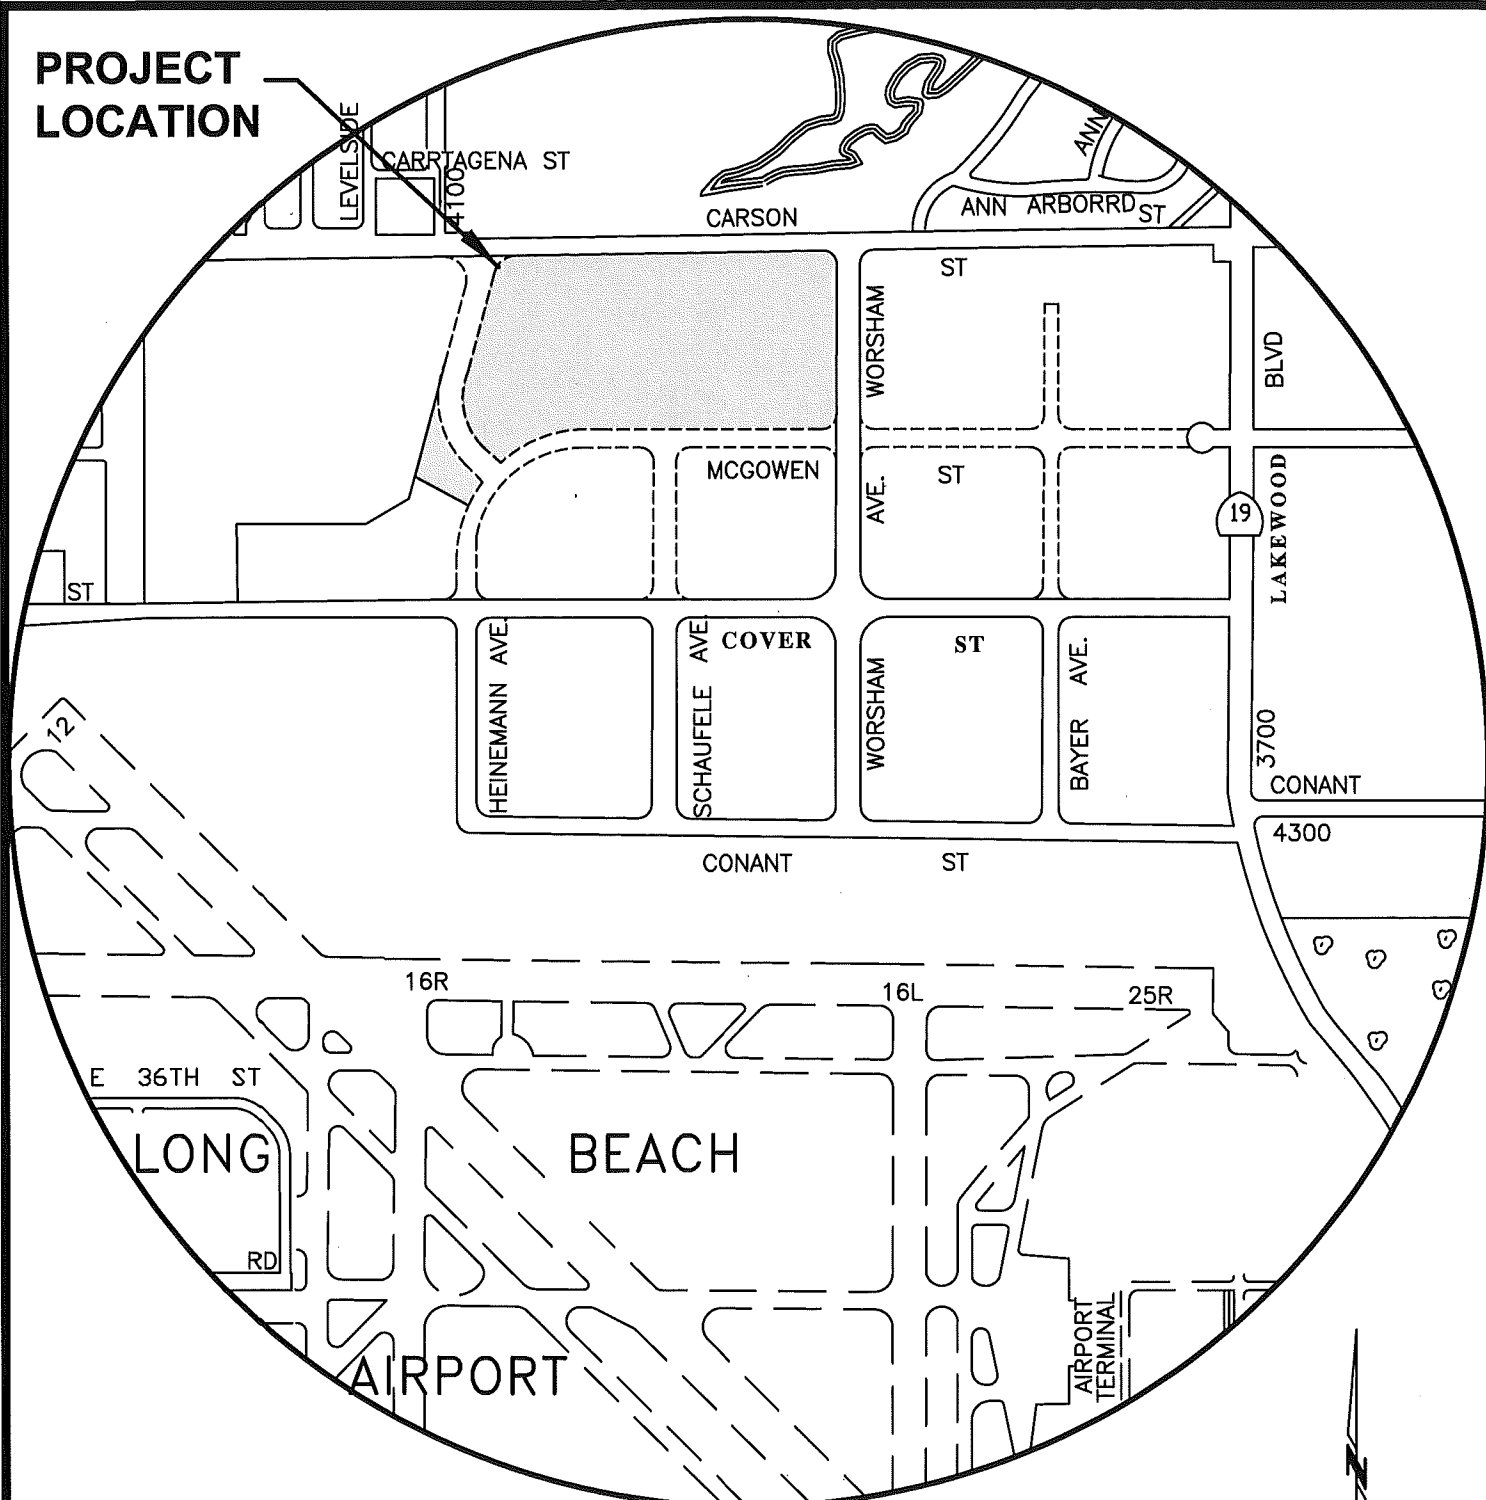 PROJECT
LOCATION
LEVELSIDE
CARRTAGENA ST
4100
CARSON
ST
ANN
ANN ARBORRD ST
WORSHAM
AVE.
BLVD
MCGOWEN ST
19
LAKEWOOD
ST
HEINEMANN AVE.
SCHAUFELE AVE
COVER ST
WORSHAM
BAYER AVE.
3700
CONANT
4300
CONANT ST
12
16R
16L
25R
E 36TH ST
LONG BEACH
RD
AIRPORT
AIRPORT
TERMINAL
N